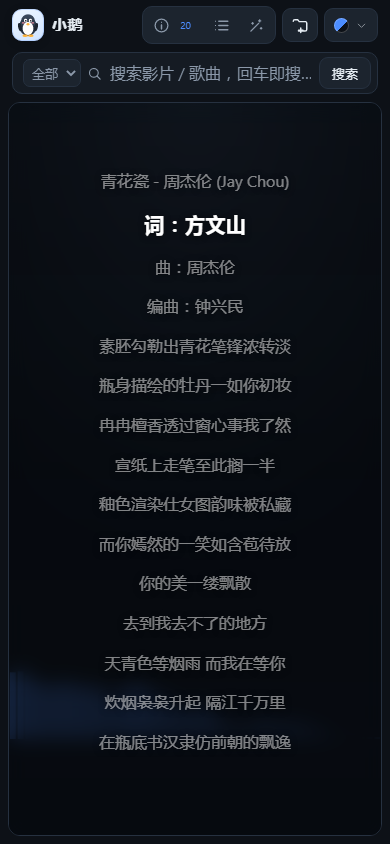 小鹅
20
全部
搜索影片 / 歌曲，回车即搜...
搜索
青花瓷 - 周杰伦 (Jay Chou)
词：方文山
曲：周杰伦
编曲：钟兴民
素胚勾勒出青花笔锋浓转淡
瓶身描绘的牡丹一如你初妆
冉冉檀香透过窗心事我了然
宣纸上走笔至此搁一半
釉色渲染仕女图韵味被私藏
而你嫣然的一笑如含苞待放
你的美一缕飘散
去到我去不了的地方
天青色等烟雨 而我在等你
炊烟袅袅升起 隔江千万里
在瓶底书汉隶仿前朝的飘逸